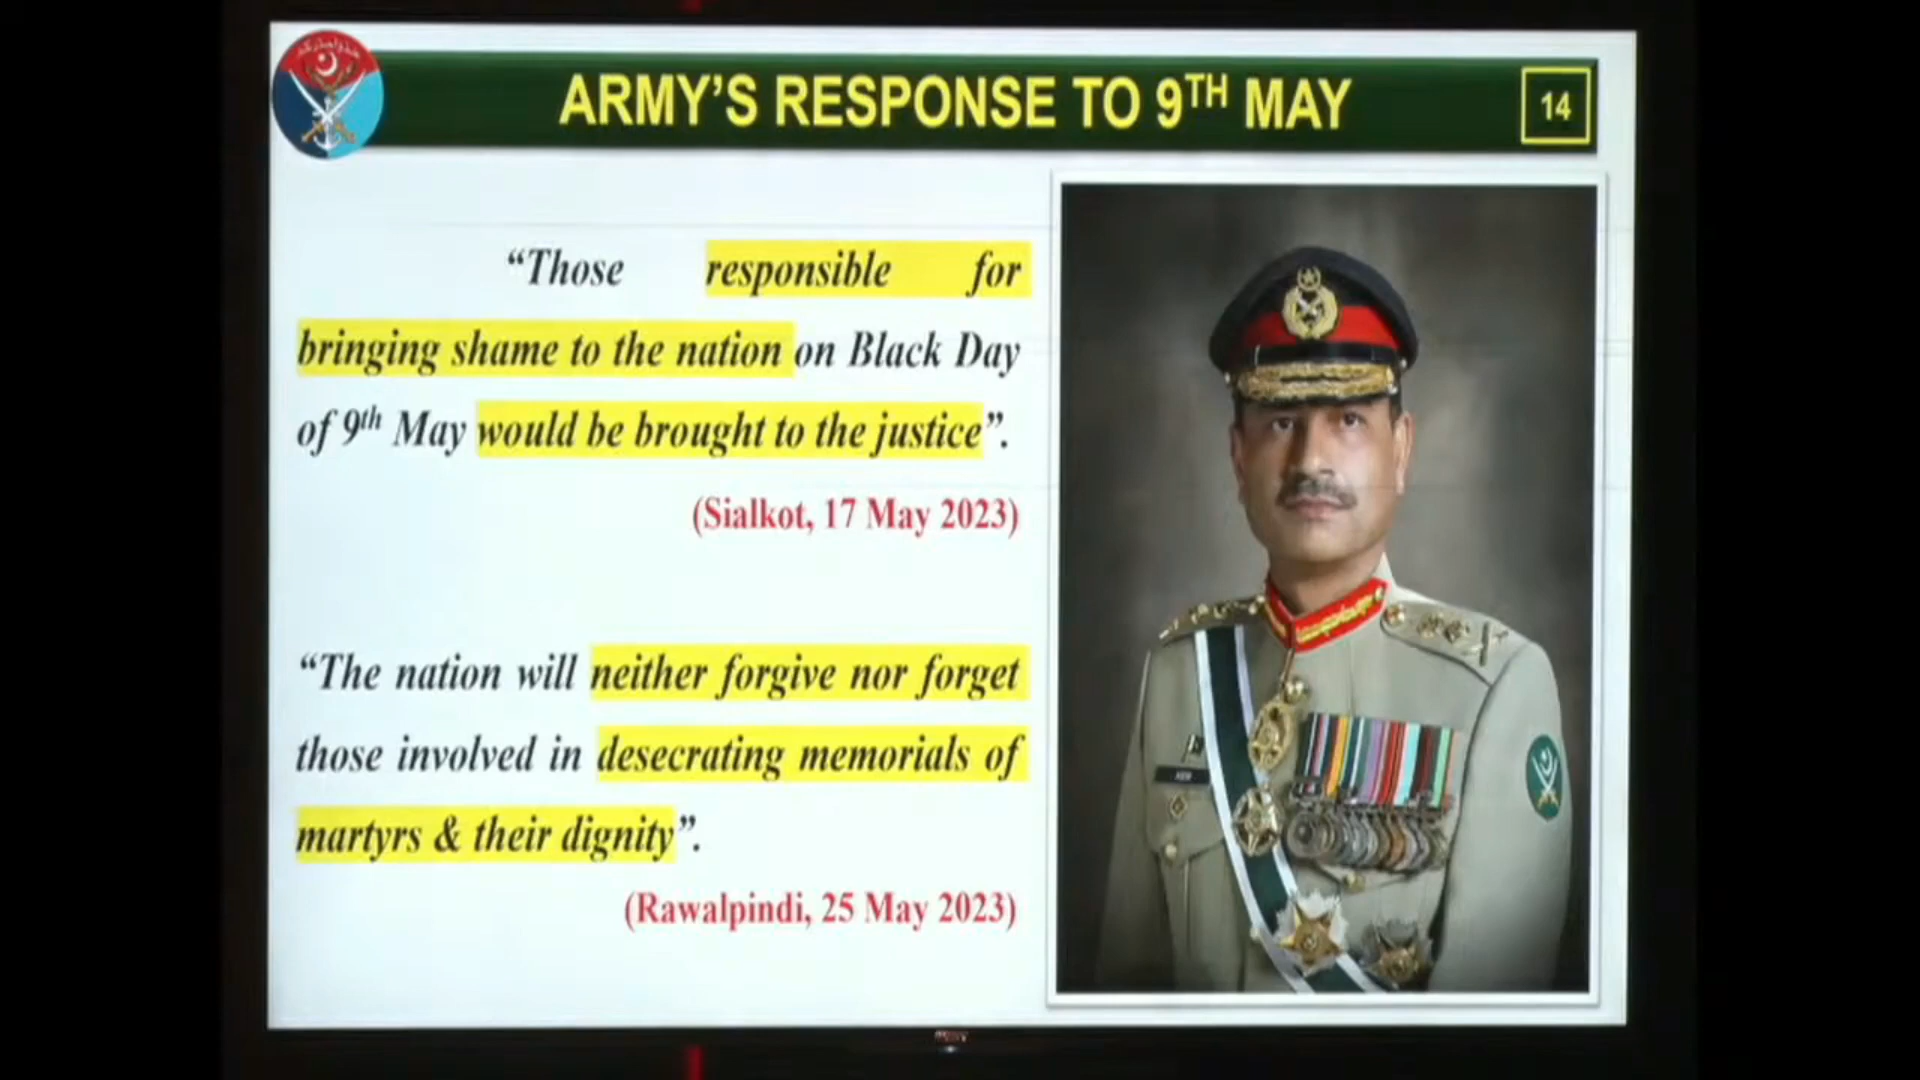 ARMY’S RESPONSE TO 9TH MAY
14
“Those responsible for
bringing shame to the nation on Black Day
of 9th May would be brought to the justice”.
(Sialkot, 17 May 2023)
“The nation will neither forgive nor forget
those involved in desecrating memorials of
martyrs & their dignity”.
(Rawalpindi, 25 May 2023)